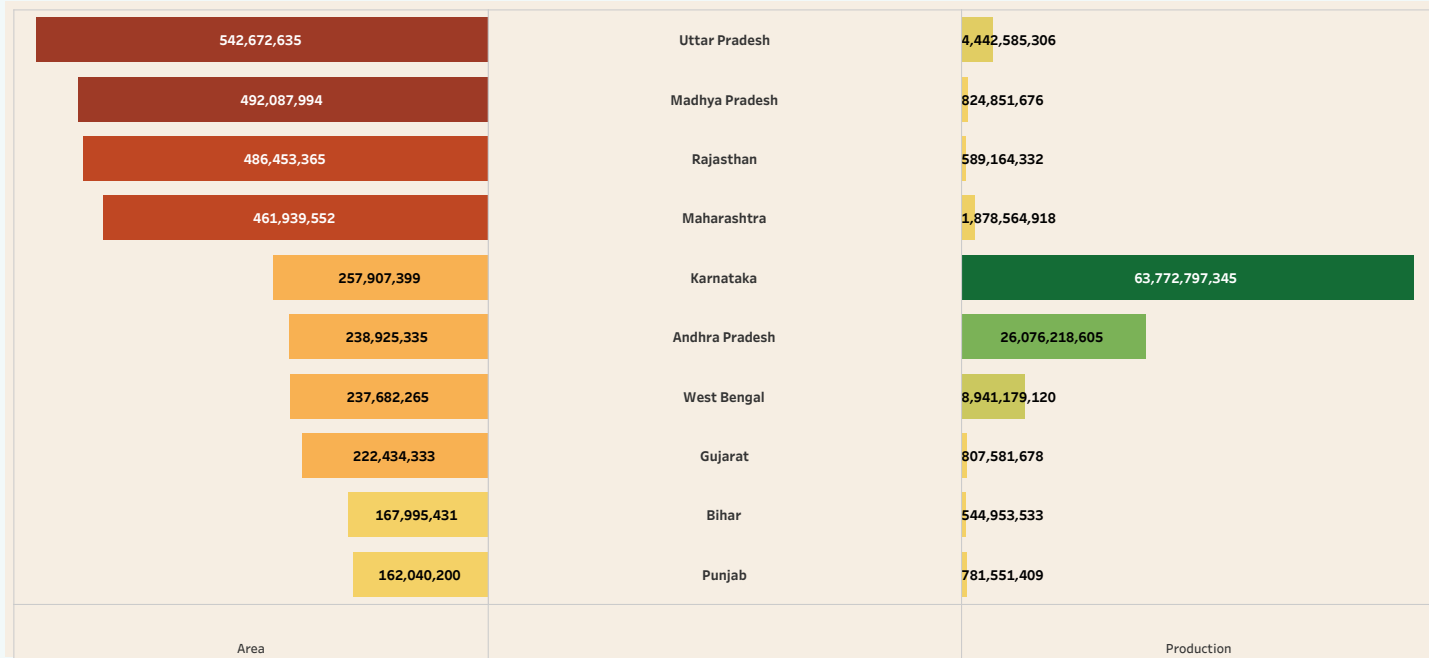 542,672,635 Uttar Pradesh 4,442,585,306
492,087,994 Madhya Pradesh 824,851,676
486,453,365 Rajasthan 589,164,332
461,939,552 Maharashtra 1,878,564,918
257,907,399 Karnataka 63,772,797,345
238,925,335 Andhra Pradesh 26,076,218,605
237,682,265 West Bengal 8,941,179,120
222,434,333 Gujarat 807,581,678
167,995,431 Bihar 544,953,533
162,040,200 Punjab 781,551,409
Area Production